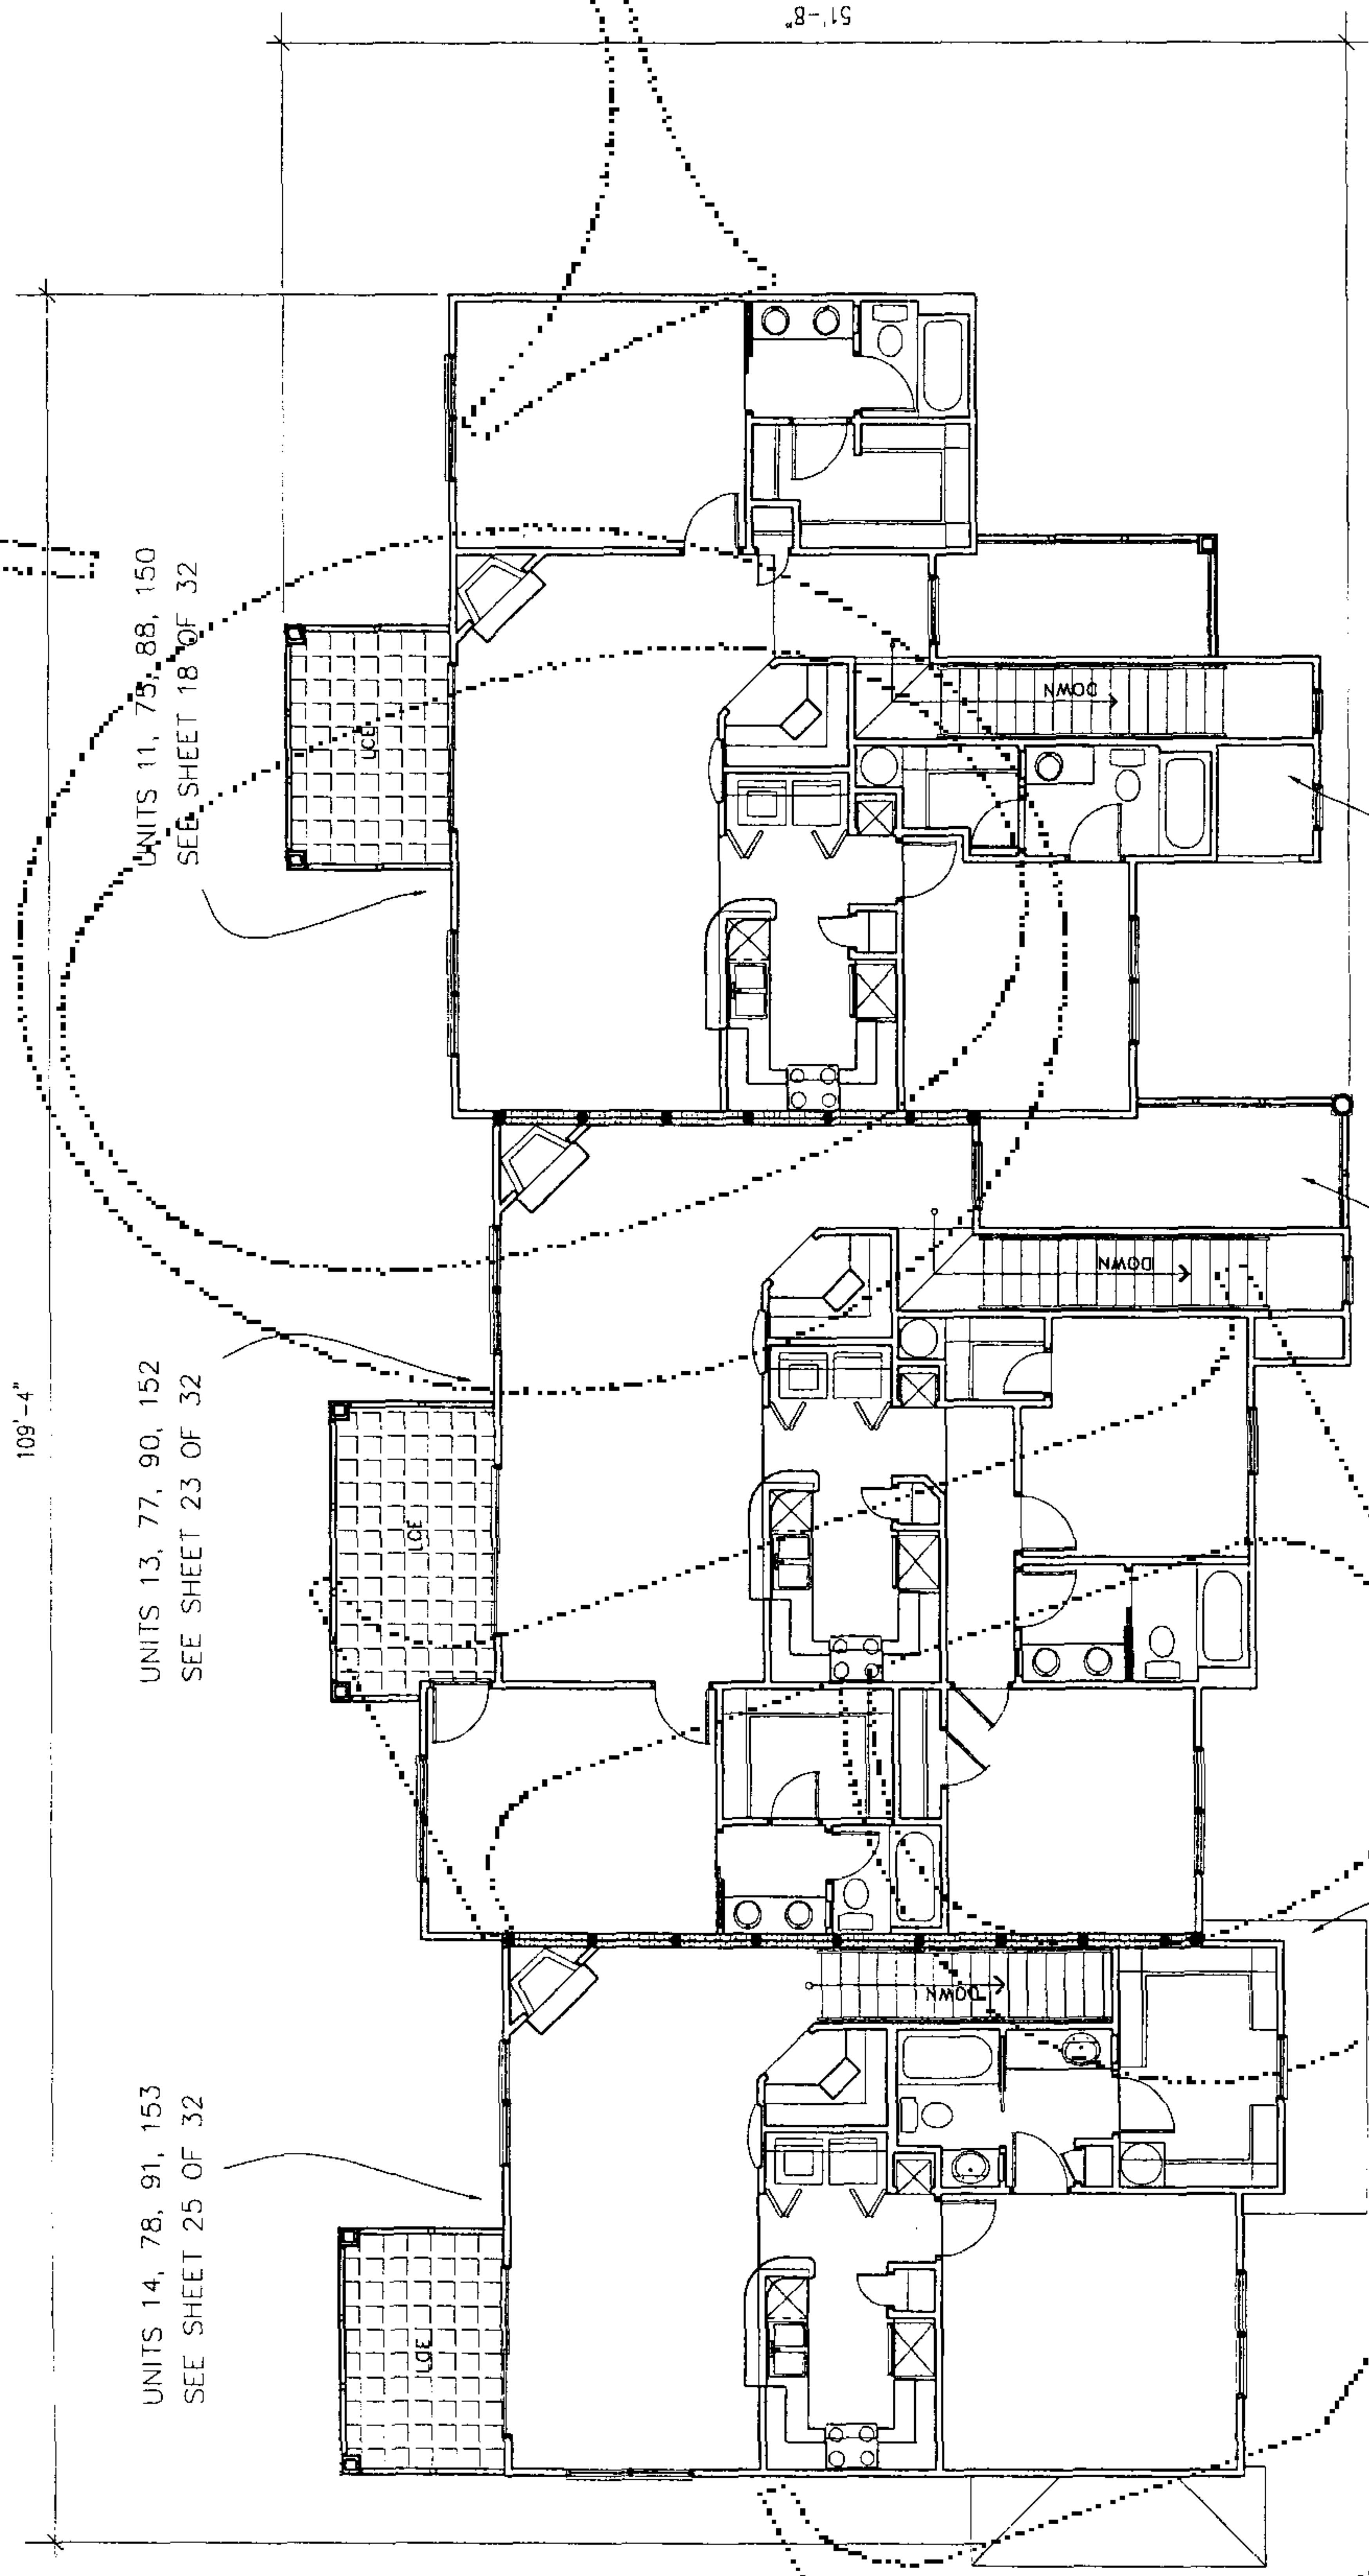 109'-4"
51'-8"
UNITS 14, 78, 91, 153
SEE SHEET 25 OF 32
UNITS 13, 77, 90, 152
SEE SHEET 23 OF 32
UNITS 11, 75, 88, 150
SEE SHEET 18 OF 32
LCE
LCE
LCE
DOWN
DOWN
DOWN